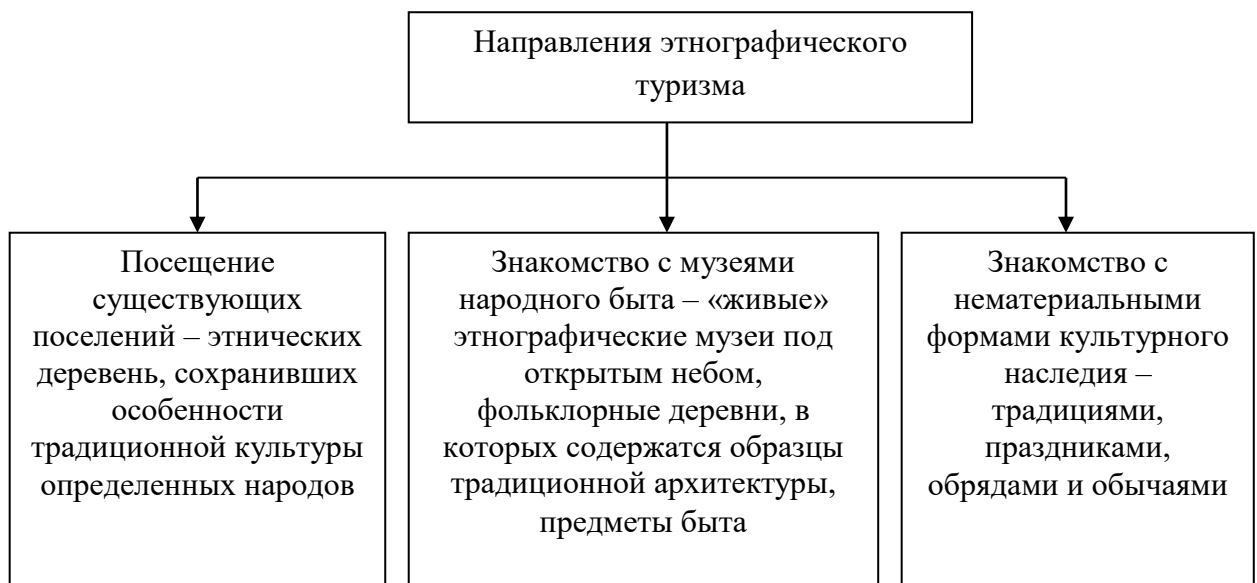 Направления этнографического
туризма
Посещение
существующих
поселений – этнических
деревень, сохранивших
особенности
традиционной культуры
определенных народов
Знакомство с музеями
народного быта – «живые»
этнографические музеи под
открытым небом,
фольклорные деревни, в
которых содержатся образцы
традиционной архитектуры,
предметы быта
Знакомство с
нематериальными
формами культурного
наследия –
традициями,
праздниками,
обрядами и обычаями